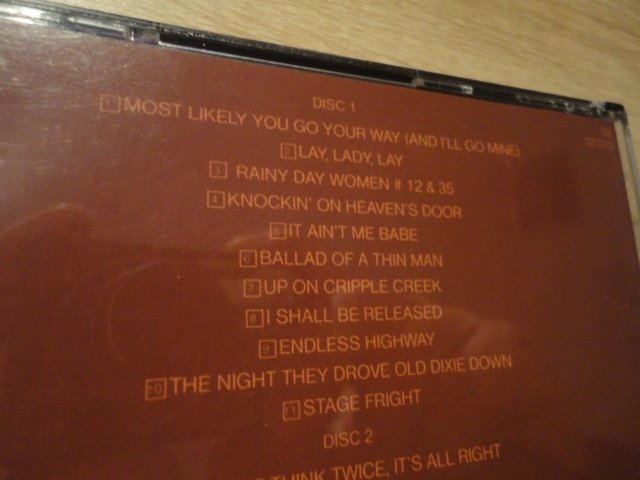 DISC 1
1 MOST LIKELY YOU GO YOUR WAY (AND I'LL GO MINE)
2 LAY, LADY, LAY
3 RAINY DAY WOMEN # 12 & 35
4 KNOCKIN' ON HEAVEN'S DOOR
5 IT AIN'T ME BABE
6 BALLAD OF A THIN MAN
7 UP ON CRIPPLE CREEK
8 I SHALL BE RELEASED
9 ENDLESS HIGHWAY
10 THE NIGHT THEY DROVE OLD DIXIE DOWN
11 STAGE FRIGHT
DISC 2
THINK TWICE, IT'S ALL RIGHT